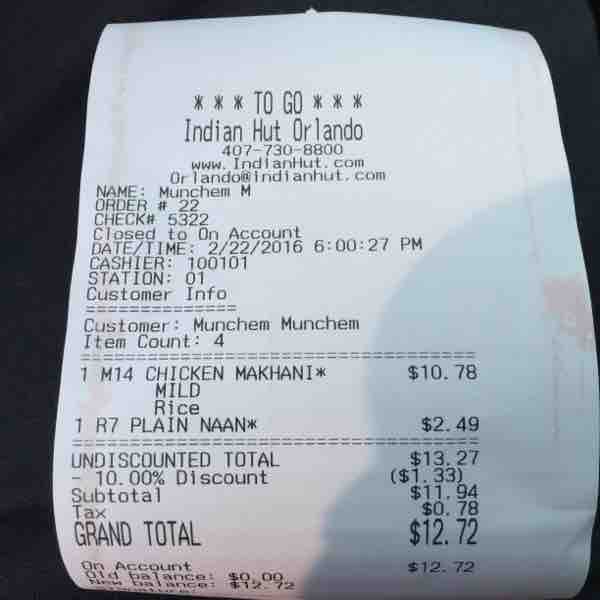 *** TO GO ***
Indian Hut Orlando
407-730-8800
www.IndianHut.com
Orlando@indianhut.com
NAME: Munchem M
ORDER # 22
CHECK# 5322
Closed to On Account
DATE/TIME: 2/22/2016 6:00:27 PM
CASHIER: 100101
STATION: 01
Customer Info
==============
Customer: Munchem Munchem
Item Count: 4
====================================
1 M14 CHICKEN MAKHANI* $10.78
MILD
Rice
1 R7 PLAIN NAAN* $2.49
====================================
UNDISCOUNTED TOTAL $13.27
- 10.00% Discount ($1.33)
Subtotal $11.94
Tax $0.78
GRAND TOTAL $12.72
On Account $12.72
Old balance: $0.00
New balance: $12.72